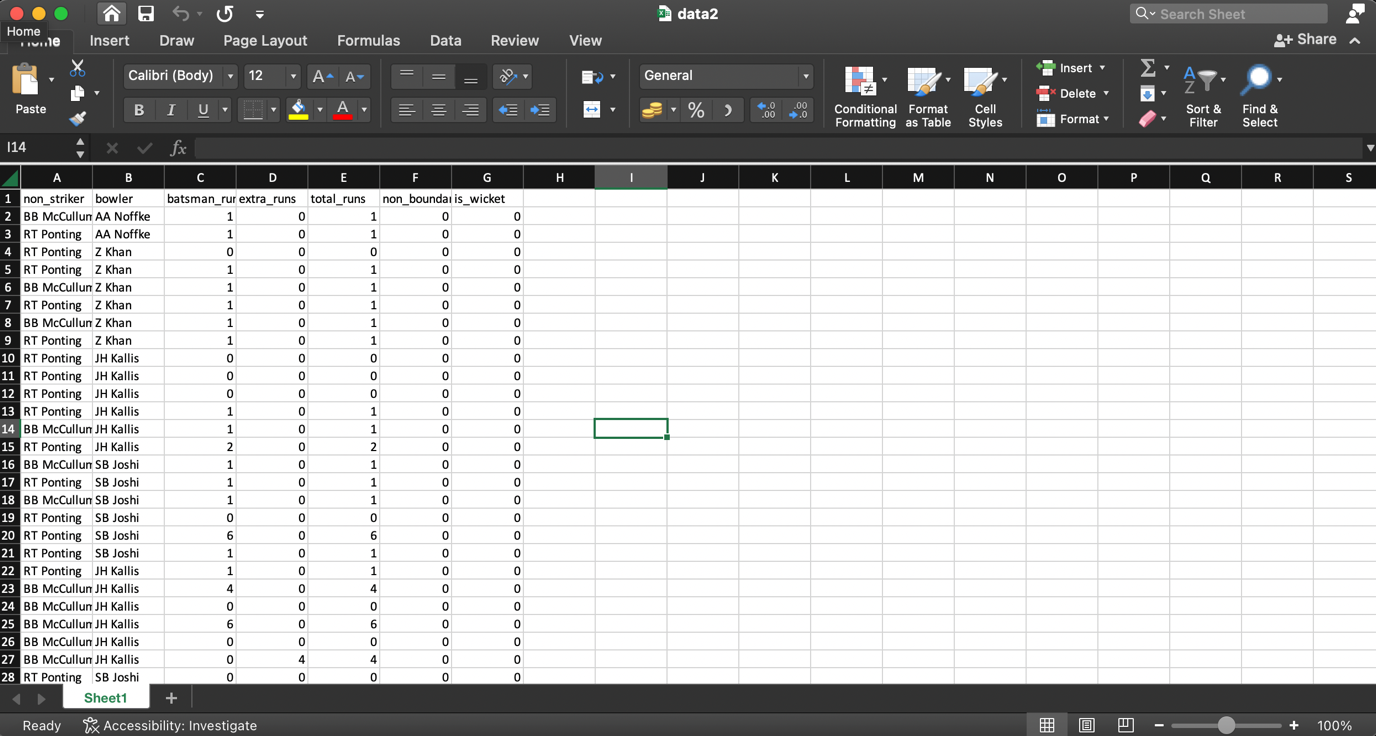 data2
Search Sheet
Home
Home Insert Draw Page Layout Formulas Data Review View Share
Paste
Calibri (Body) 12
A A
B I U A
ab
General
% )
.0 .00
.00 .0
Conditional Formatting
Format as Table
Cell Styles
Insert
Delete
Format
Σ
A Z
Sort & Filter
Find & Select
I14 fx
A B C D E F G H I J K L M N O P Q R S
1 non_striker bowler batsman_rur extra_runs total_runs non_boundar is_wicket
2 BB McCullum AA Noffke 1 0 1 0 0
3 RT Ponting AA Noffke 1 0 1 0 0
4 RT Ponting Z Khan 0 0 0 0 0
5 RT Ponting Z Khan 1 0 1 0 0
6 BB McCullum Z Khan 1 0 1 0 0
7 RT Ponting Z Khan 1 0 1 0 0
8 BB McCullum Z Khan 1 0 1 0 0
9 RT Ponting Z Khan 1 0 1 0 0
10 RT Ponting JH Kallis 0 0 0 0 0
11 RT Ponting JH Kallis 0 0 0 0 0
12 RT Ponting JH Kallis 0 0 0 0 0
13 RT Ponting JH Kallis 1 0 1 0 0
14 BB McCullum JH Kallis 1 0 1 0 0
15 RT Ponting JH Kallis 2 0 2 0 0
16 BB McCullum SB Joshi 1 0 1 0 0
17 RT Ponting SB Joshi 1 0 1 0 0
18 BB McCullum SB Joshi 1 0 1 0 0
19 RT Ponting SB Joshi 0 0 0 0 0
20 RT Ponting SB Joshi 6 0 6 0 0
21 RT Ponting SB Joshi 1 0 1 0 0
22 RT Ponting JH Kallis 1 0 1 0 0
23 BB McCullum JH Kallis 4 0 4 0 0
24 BB McCullum JH Kallis 0 0 0 0 0
25 BB McCullum JH Kallis 6 0 6 0 0
26 BB McCullum JH Kallis 0 0 0 0 0
27 BB McCullum JH Kallis 0 4 4 0 0
28 RT Ponting SB Joshi 0 0 0 0 0
Sheet1 +
Ready Accessibility: Investigate − + 100%